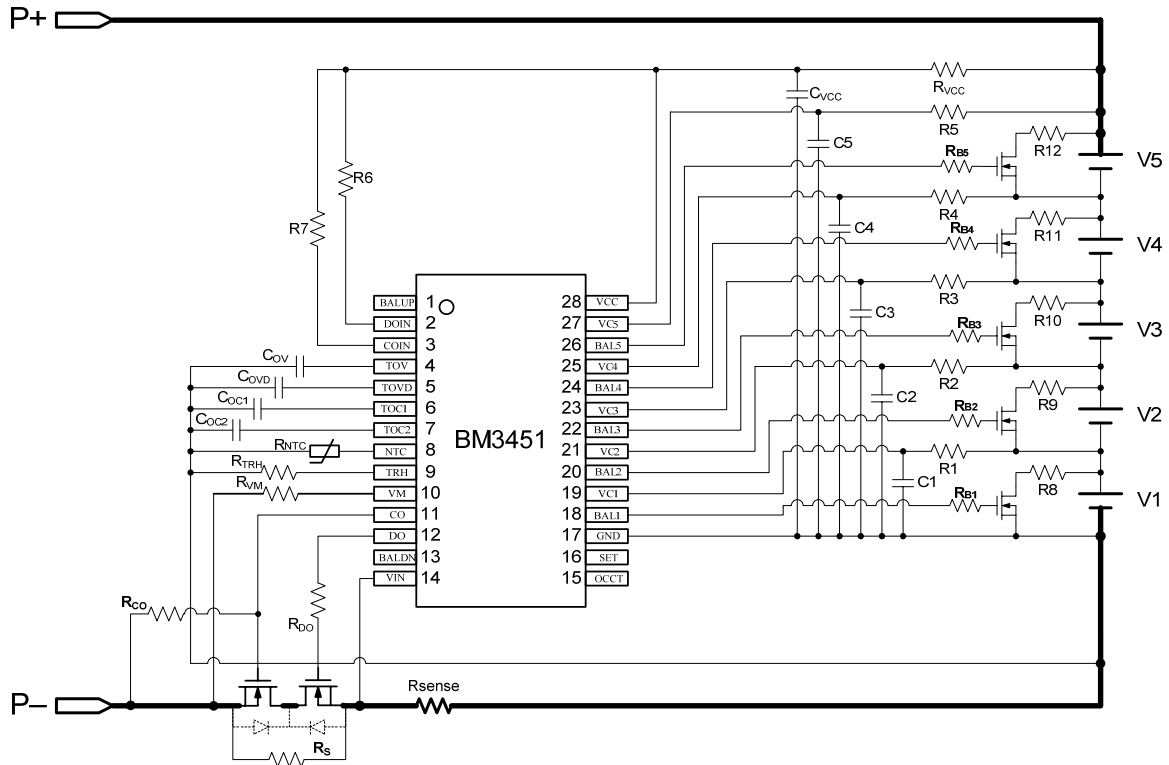 P+
RVCC
CVCC
R5
C5
RB5
R12
V5
R6
R4
R7
C4
RB4
R11
V4
R3
C3
RB3
R10
V3
R2
C2
RB2
R9
V2
R1
C1
RB1
R8
V1
BALUP 1
DOIN 2
COIN 3
TOV 4
TOVD 5
TOC1 6
TOC2 7
NTC 8
TRH 9
VM 10
CO 11
DO 12
BALDN 13
VIN 14
BM3451
28 VCC
27 VC5
26 BAL5
25 VC4
24 BAL4
23 VC3
22 BAL3
21 VC2
20 BAL2
19 VC1
18 BAL1
17 GND
16 SET
15 OCCT
COV
COVD
COC1
COC2
RNTC
RTRH
RVM
RCO
RDO
P–
Rsense
RS